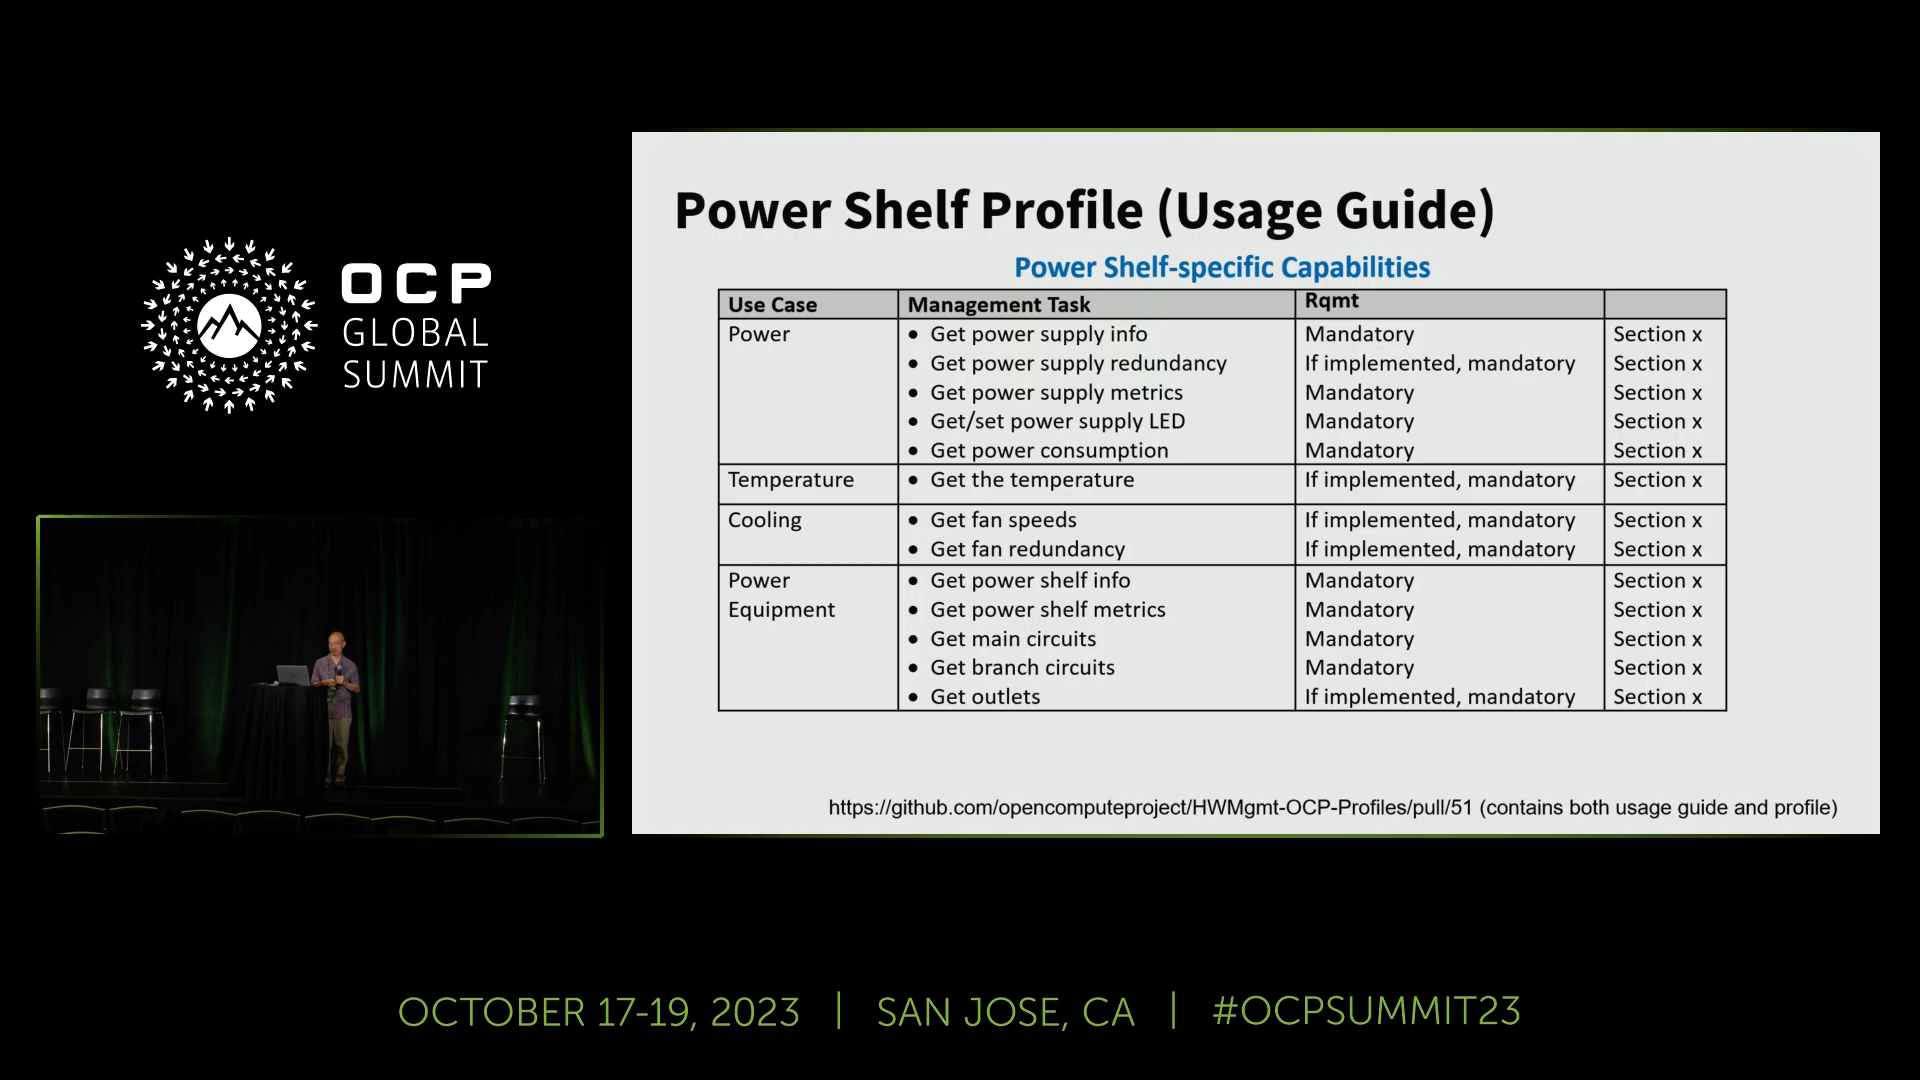 OCP
GLOBAL
SUMMIT
Power Shelf Profile (Usage Guide)
Power Shelf-specific Capabilities
Use Case Management Task Rqmt
Power • Get power supply info Mandatory Section x
• Get power supply redundancy If implemented, mandatory Section x
• Get power supply metrics Mandatory Section x
• Get/set power supply LED Mandatory Section x
• Get power consumption Mandatory Section x
Temperature • Get the temperature If implemented, mandatory Section x
Cooling • Get fan speeds If implemented, mandatory Section x
• Get fan redundancy If implemented, mandatory Section x
Power • Get power shelf info Mandatory Section x
Equipment • Get power shelf metrics Mandatory Section x
• Get main circuits Mandatory Section x
• Get branch circuits Mandatory Section x
• Get outlets If implemented, mandatory Section x
https://github.com/opencomputeproject/HWMgmt-OCP-Profiles/pull/51 (contains both usage guide and profile)
OCTOBER 17-19, 2023 | SAN JOSE, CA | #OCPSUMMIT23